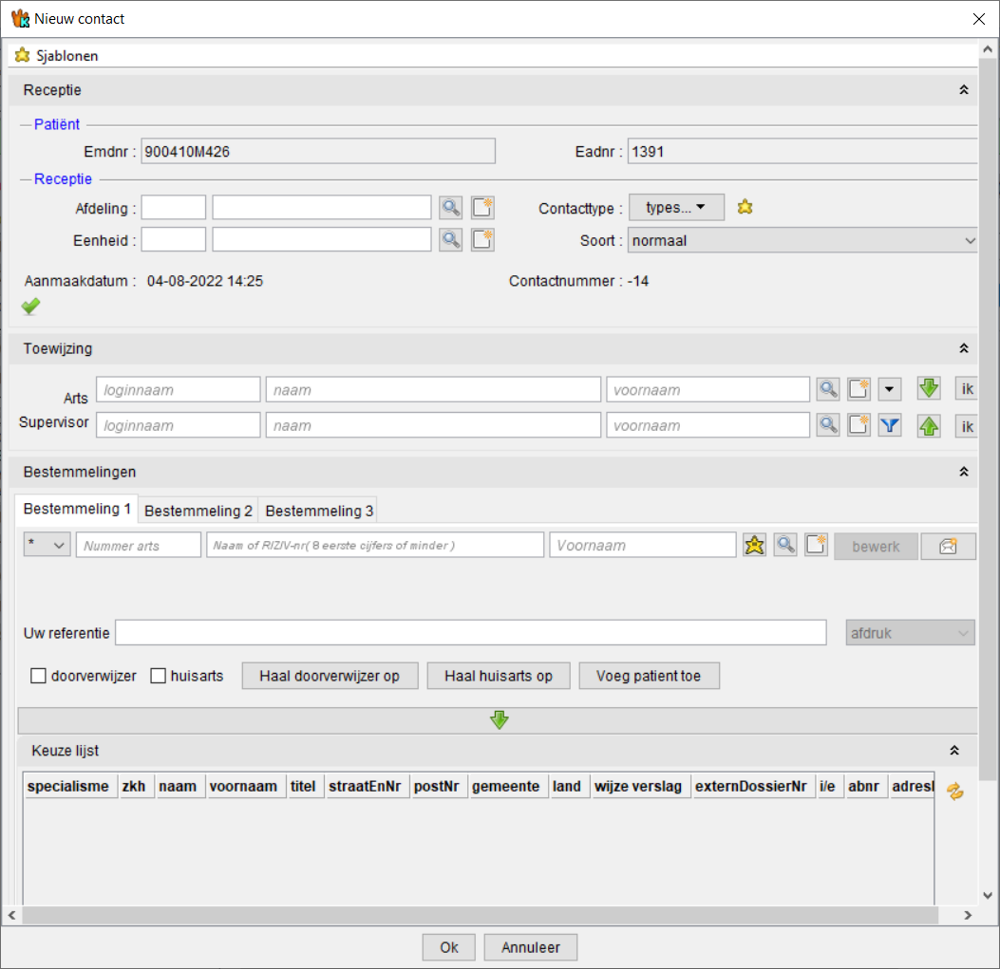 Nieuw contact
Sjablonen
Receptie
Patiënt
Emdnr : 900410M426 Eadnr : 1391
Receptie
Afdeling : Contacttype : types...
Eenheid : Soort : normaal
Aanmaakdatum : 04-08-2022 14:25 Contactnummer : -14
Toewijzing
Arts loginnaam naam voornaam ik
Supervisor loginnaam naam voornaam ik
Bestemmelingen
Bestemmeling 1 Bestemmeling 2 Bestemmeling 3
* Nummer arts Naam of RIZIV-nr( 8 eerste cijfers of minder ) Voornaam bewerk
Uw referentie afdruk
doorverwijzer huisarts Haal doorverwijzer op Haal huisarts op Voeg patient toe
Keuze lijst
specialisme zkh naam voornaam titel straatEnNr postNr gemeente land wijze verslag externDossierNr i/e abnr
Ok Annuleer